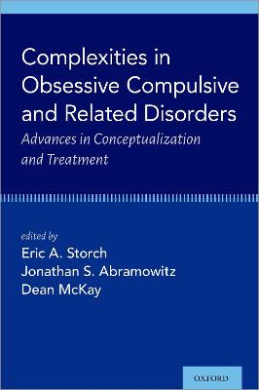 Complexities in
Obsessive Compulsive
and Related Disorders
Advances in Conceptualization
and Treatment
edited by
Eric A. Storch
Jonathan S. Abramowitz
Dean McKay
OXFORD